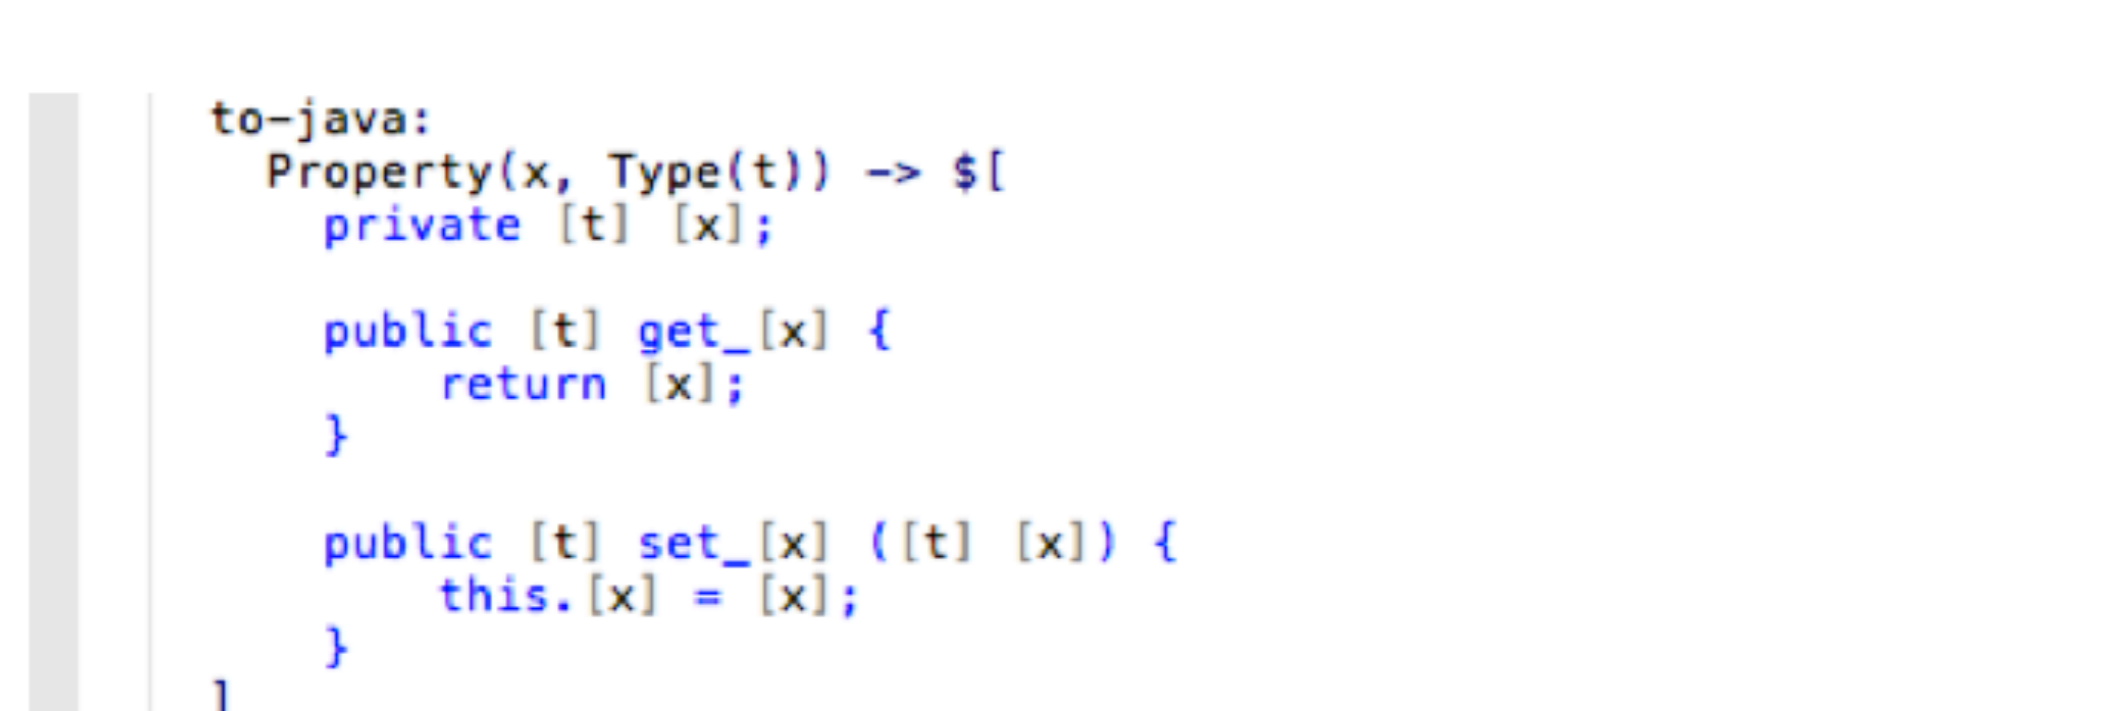 to-java:
Property(x, Type(t)) -> $[
private [t] [x];
public [t] get_[x] {
return [x];
}
public [t] set_[x] ([t] [x]) {
this.[x] = [x];
}
]